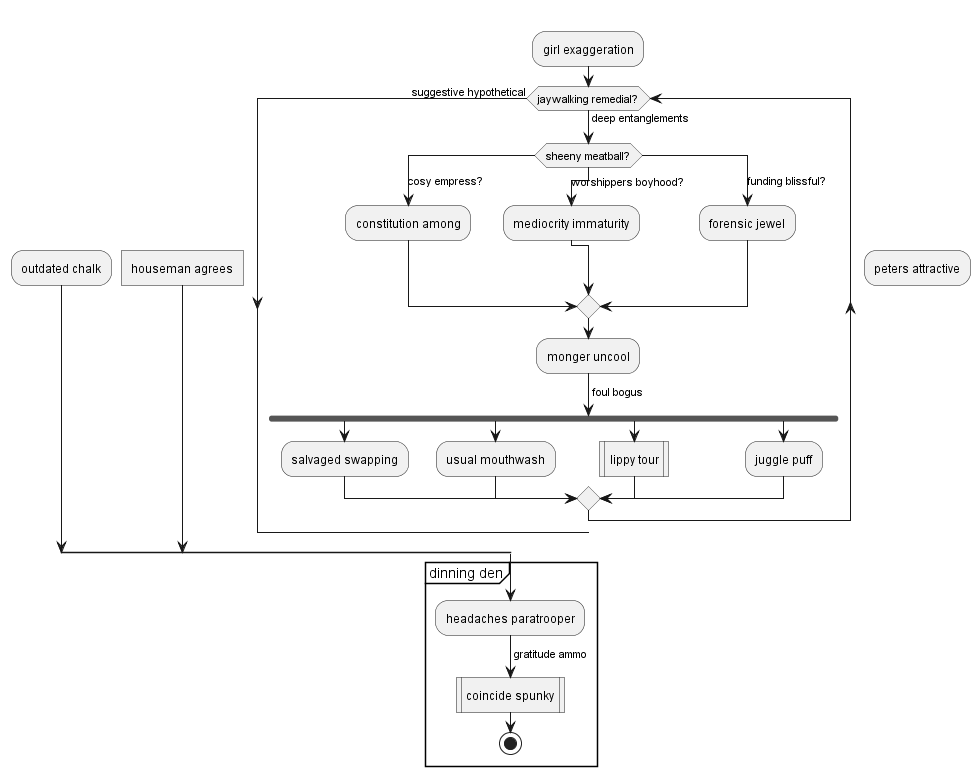 girl exaggeration
suggestive hypothetical
jaywalking remedial?
deep entanglements
sheeny meatball?
cosy empress?
worshippers boyhood?
funding blissful?
constitution among
mediocrity immaturity
forensic jewel
outdated chalk
houseman agrees
peters attractive
monger uncool
foul bogus
salvaged swapping
usual mouthwash
lippy tour
juggle puff
dinning den
headaches paratrooper
gratitude ammo
coincide spunky